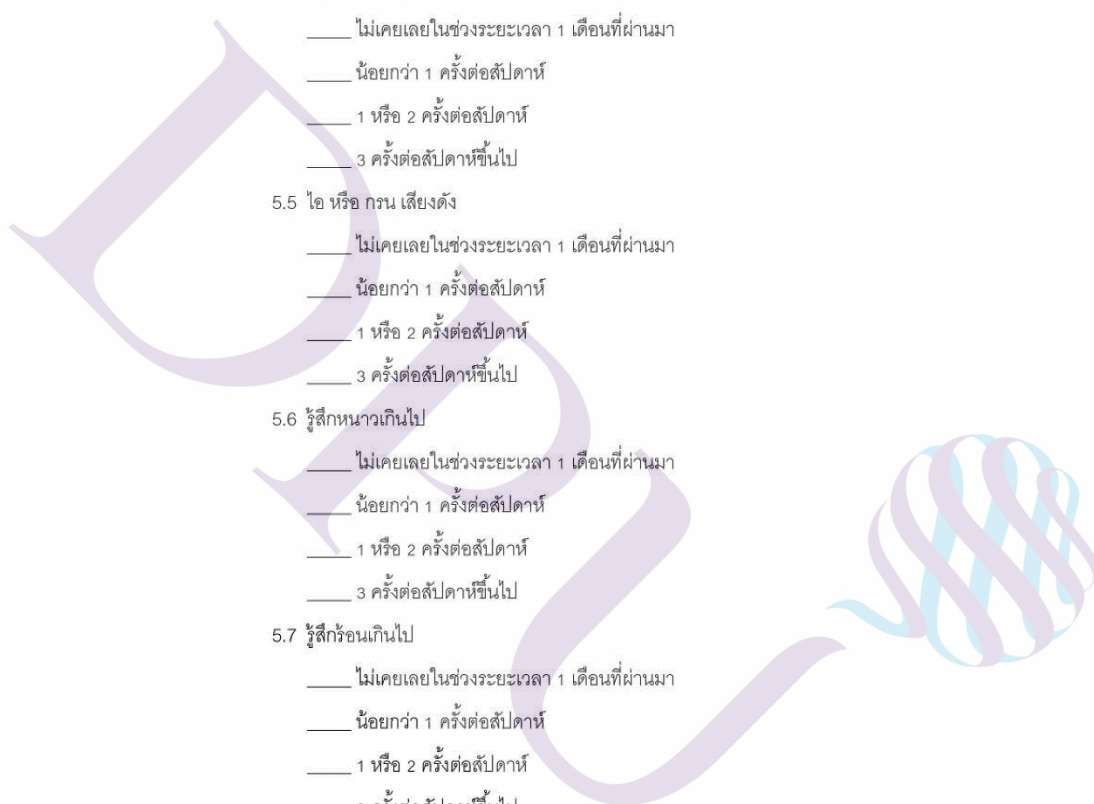 _____ ไม่เคยเลยในช่วงระยะเวลา 1 เดือนที่ผ่านมา
_____ น้อยกว่า 1 ครั้งต่อสัปดาห์
_____ 1 หรือ 2 ครั้งต่อสัปดาห์
_____ 3 ครั้งต่อสัปดาห์ขึ้นไป
5.5 ไอ หรือ กรน เสียงดัง
_____ ไม่เคยเลยในช่วงระยะเวลา 1 เดือนที่ผ่านมา
_____ น้อยกว่า 1 ครั้งต่อสัปดาห์
_____ 1 หรือ 2 ครั้งต่อสัปดาห์
_____ 3 ครั้งต่อสัปดาห์ขึ้นไป
5.6 รู้สึกหนาวเกินไป
_____ ไม่เคยเลยในช่วงระยะเวลา 1 เดือนที่ผ่านมา
_____ น้อยกว่า 1 ครั้งต่อสัปดาห์
_____ 1 หรือ 2 ครั้งต่อสัปดาห์
_____ 3 ครั้งต่อสัปดาห์ขึ้นไป
5.7 รู้สึกร้อนเกินไป
_____ ไม่เคยเลยในช่วงระยะเวลา 1 เดือนที่ผ่านมา
_____ น้อยกว่า 1 ครั้งต่อสัปดาห์
_____ 1 หรือ 2 ครั้งต่อสัปดาห์
DPU